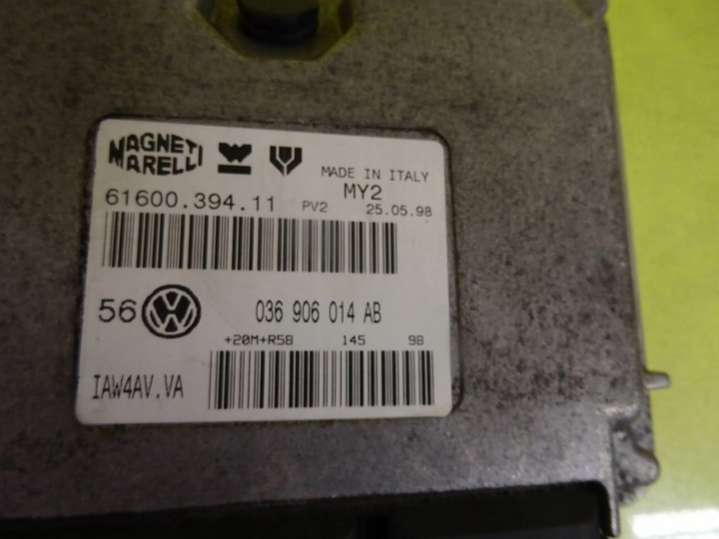 MAGNETI
MARELLI
MADE IN ITALY
61600.394.11 PV2 MY2
25.05.98
56 VW 036 906 014 AB
+20M+R58 145 98
IAW4AV.VA